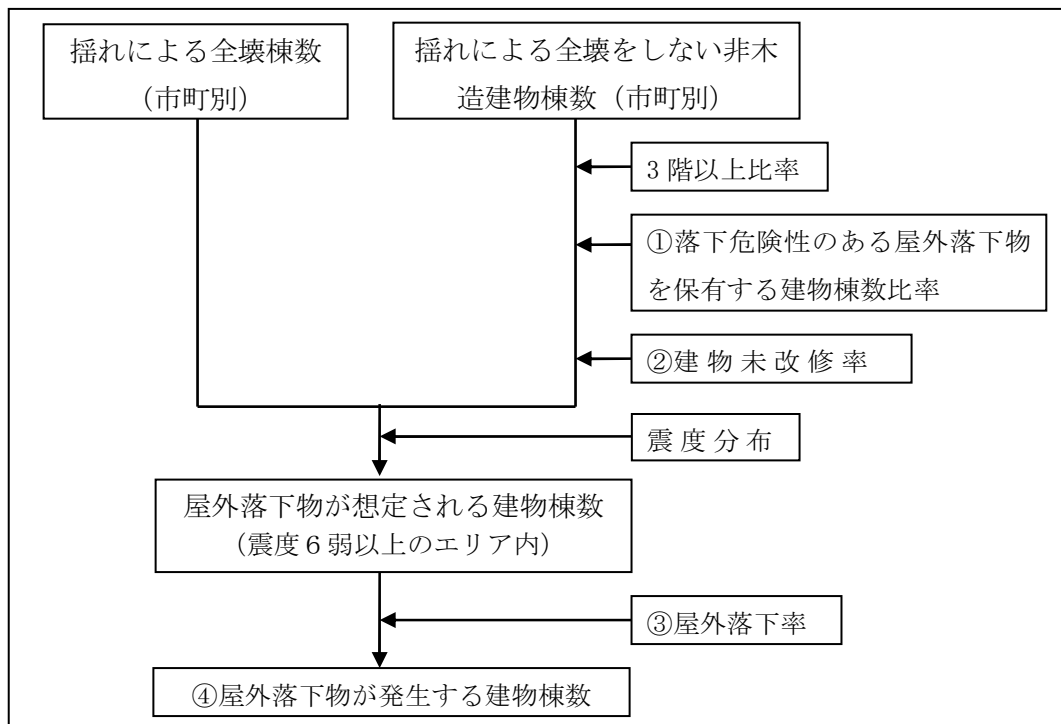 揺れによる全壊棟数
（市町別）
揺れによる全壊をしない非木
造建物棟数（市町別）
3 階以上比率
①落下危険性のある屋外落下物
を保有する建物棟数比率
②建 物 未 改 修 率
震 度 分 布
屋外落下物が想定される建物棟数
（震度６弱以上のエリア内）
③屋外落下率
④屋外落下物が発生する建物棟数